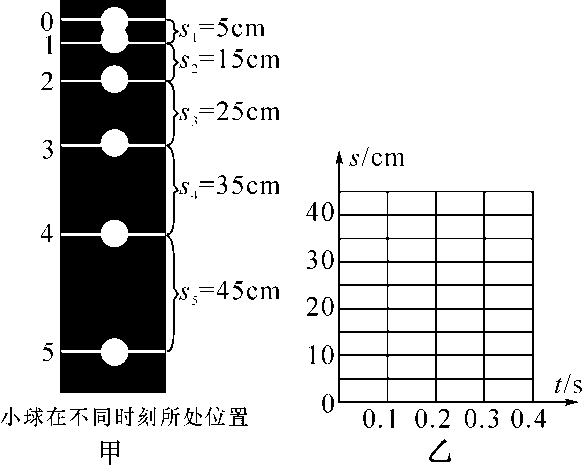 0
1
2
3
4
5
s₁=5cm
s₂=15cm
s₃=25cm
s₄=35cm
s₅=45cm
小球在不同时刻所处位置
甲
s/cm
40
30
20
10
0
0.1 0.2 0.3 0.4
t/s
乙